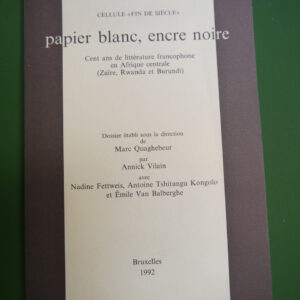 CELLULE «FIN DE SIÈCLE»
papier blanc, encre noire
Cent ans de littérature francophone
en Afrique centrale
(Zaïre, Rwanda et Burundi)
Dossier établi sous la direction
de
Marc Quaghebeur
par
Annick Vilain
avec
Nadine Fettweis, Antoine Tshitungu Kongolo
et Émile Van Balberghe
Bruxelles
1992